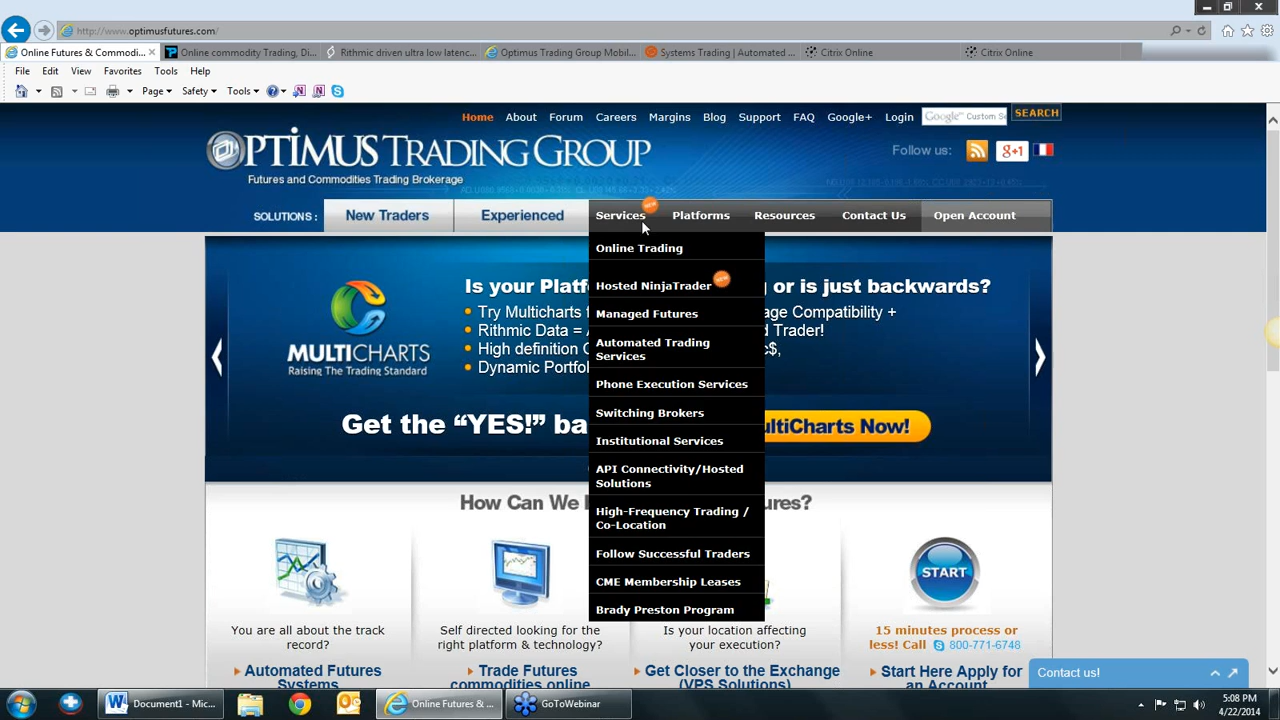 http://www.optimusfutures.com/
Online Futures & Commodi...
Online commodity Trading, Di...
Rithmic driven ultra low latenc...
Optimus Trading Group Mobil...
Systems Trading | Automated ...
Citrix Online
Citrix Online
File Edit View Favorites Tools Help
Page Safety Tools
Home About Forum Careers Margins Blog Support FAQ Google+ Login Google™ Custom Se SEARCH
OPTIMUS TRADING GROUP
Follow us: g+1
Futures and Commodities Trading Brokerage
SOLUTIONS : New Traders Experienced Services NEW Platforms Resources Contact Us Open Account
Online Trading
Hosted NinjaTrader NEW
Managed Futures
Automated Trading
Services
Phone Execution Services
Switching Brokers
Institutional Services
API Connectivity/Hosted
Solutions
High-Frequency Trading /
Co-Location
Follow Successful Traders
CME Membership Leases
Brady Preston Program
Is your Platf g or is just backwards?
Try Multicharts f age Compatibility +
Rithmic Data = d Trader!
High definition C c$,
Dynamic Portfo
MULTICHARTS
Raising The Trading Standard
Get the “YES!” ba ultiCharts Now!
How Can We utures?
START
You are all about the track
record?
Automated Futures
Systems
Self directed looking for the
right platform & technology?
Trade Futures
commodities online
Is your location affecting
your execution?
Get Closer to the Exchange
(VPS Solutions)
15 minutes process or
less! Call 800-771-6748
Start Here Apply for
an Account
Contact us!
Document1 - Mic...
Online Futures & ...
GoToWebinar
5:08 PM
4/22/2014